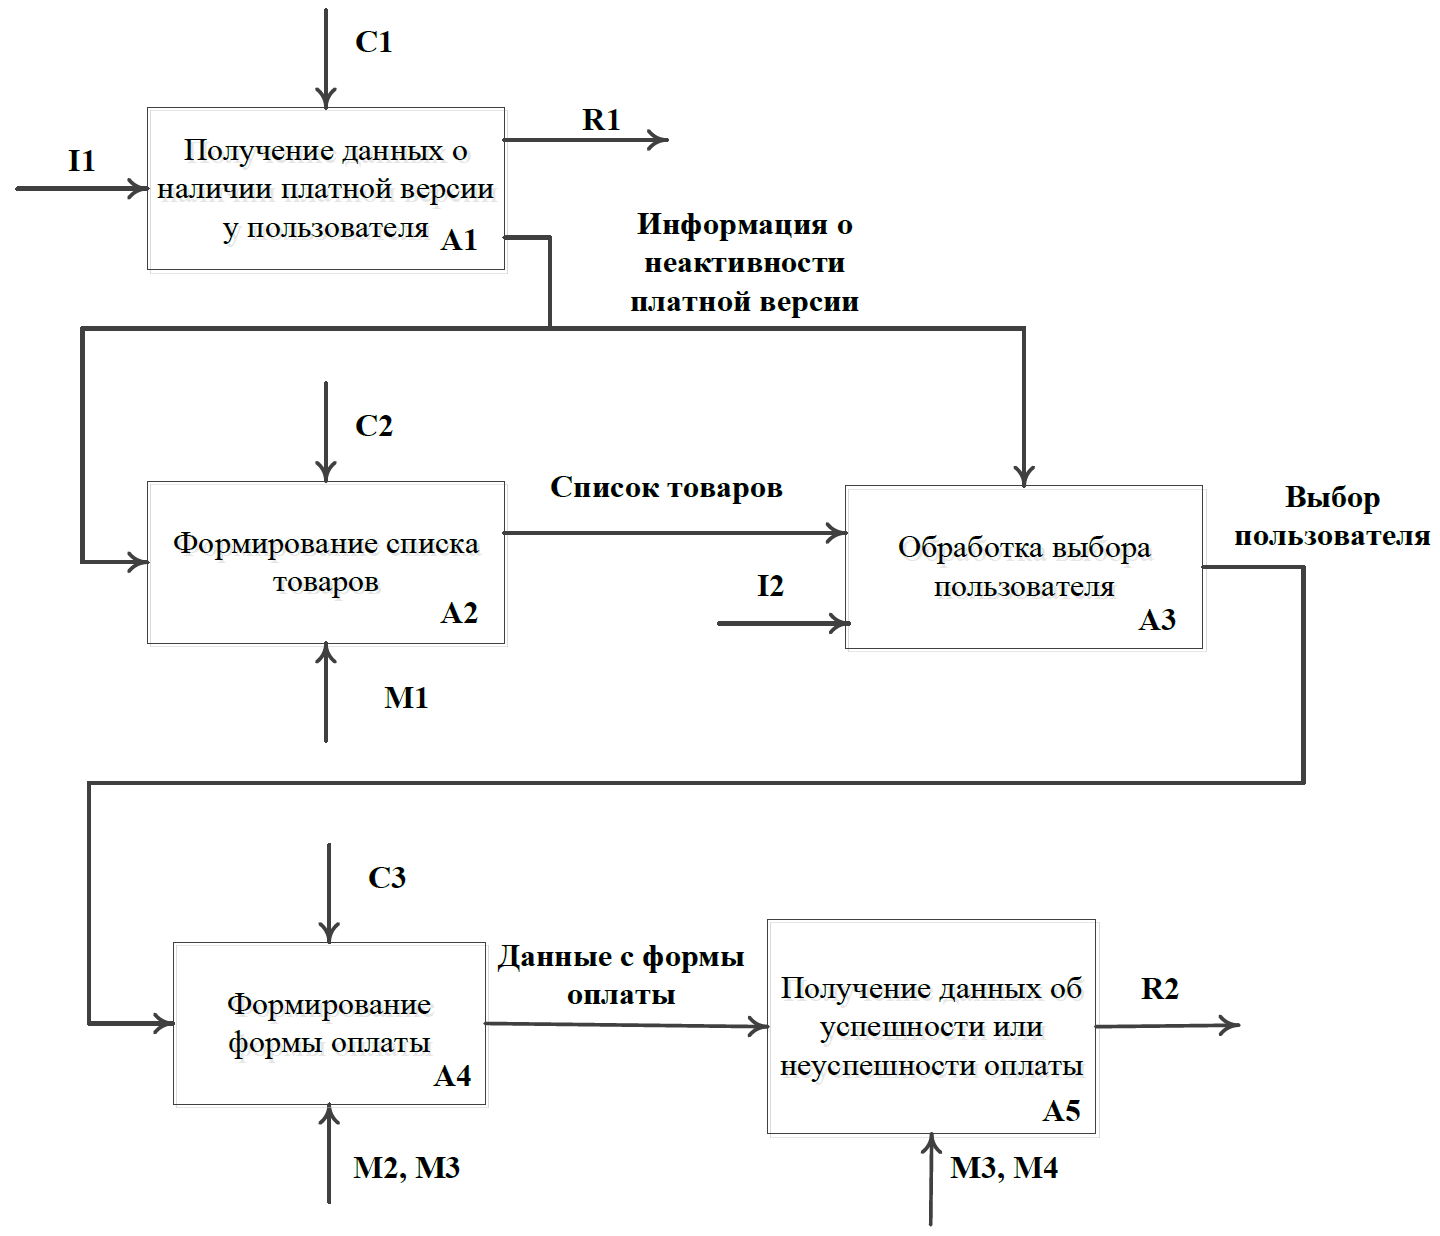 C1
R1
I1
Получение данных о
наличии платной версии
у пользователя
A1
Информация о
неактивности
платной версии
C2
Список товаров
Выбор
пользователя
Формирование списка
товаров
A2
I2
Обработка выбора
пользователя
A3
M1
C3
Данные с формы
оплаты
Формирование
формы оплаты
A4
Получение данных об
успешности или
неуспешности оплаты
A5
R2
M2, M3
M3, M4